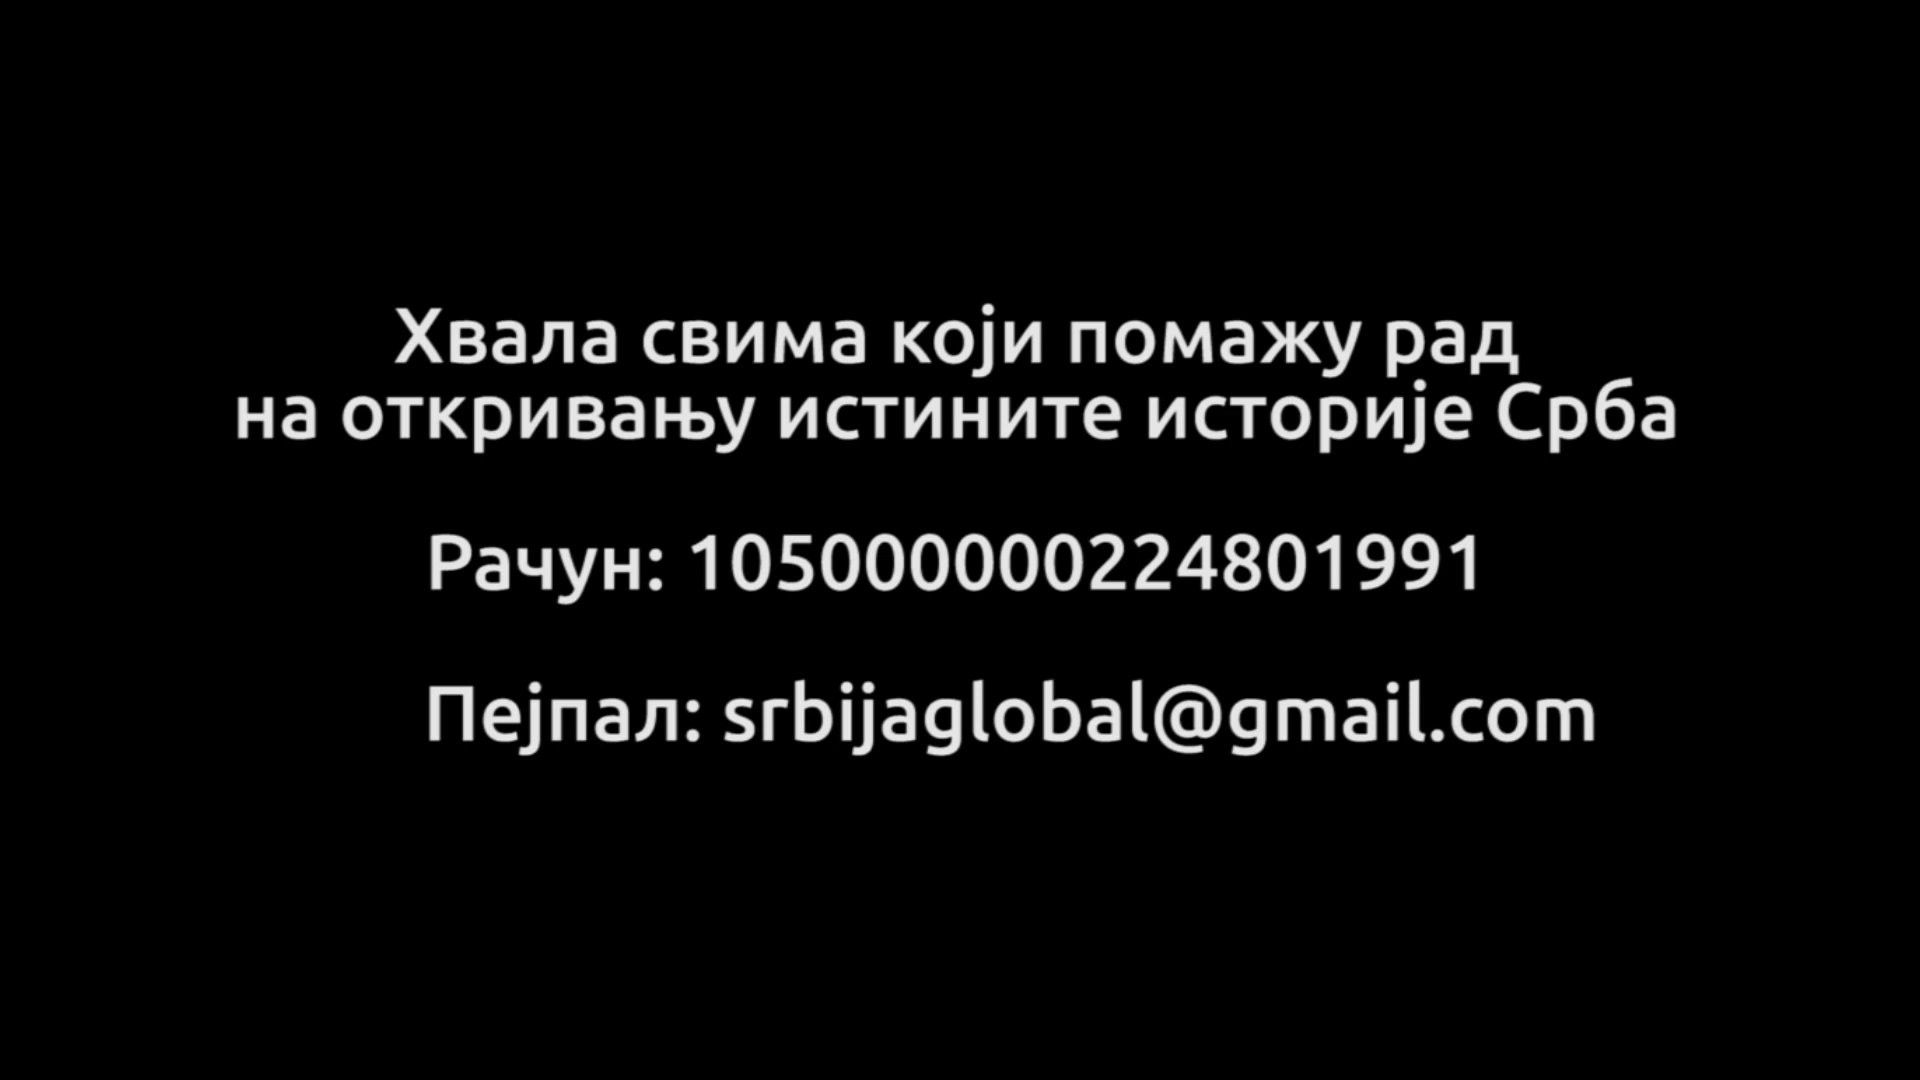 Хвала свима који помажу рад
на откривању истините историје Срба
Рачун: 105000000224801991
Пејпал: srbijaglobal@gmail.com